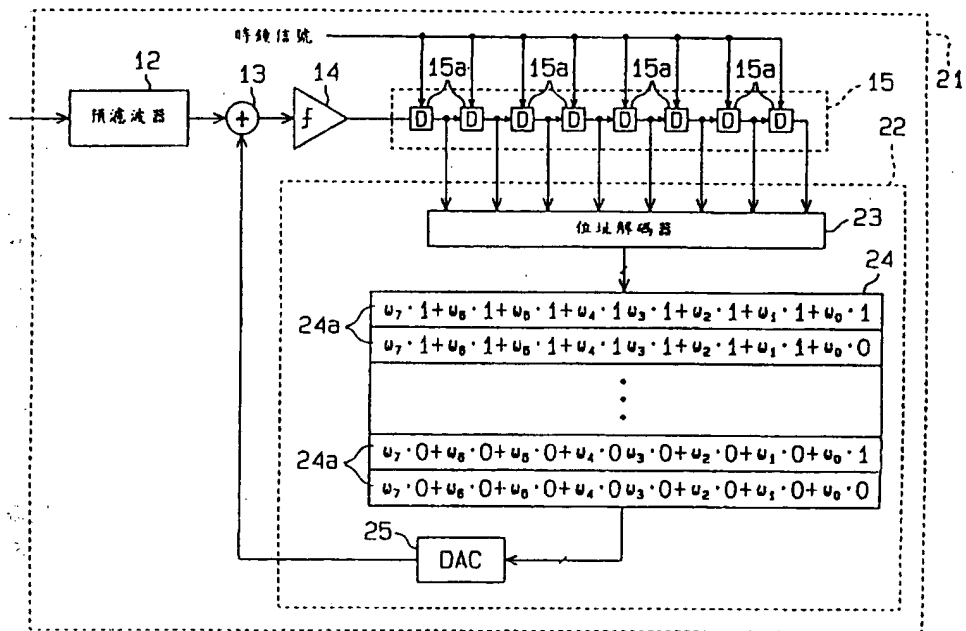 時鐘信號
21
12
13
14
15a
15a
15a
15a
15
22
預濾波器
+
D D D D D D D D
位址解碼器
23
24
24a
ω₇·1+ω₆·1+ω₅·1+ω₄·1ω₃·1+ω₂·1+ω₁·1+ω₀·1
ω₇·1+ω₆·1+ω₅·1+ω₄·1ω₃·1+ω₂·1+ω₁·1+ω₀·0
24a
ω₇·0+ω₆·0+ω₅·0+ω₄·0ω₃·0+ω₂·0+ω₁·0+ω₀·1
ω₇·0+ω₆·0+ω₅·0+ω₄·0ω₃·0+ω₂·0+ω₁·0+ω₀·0
25
DAC